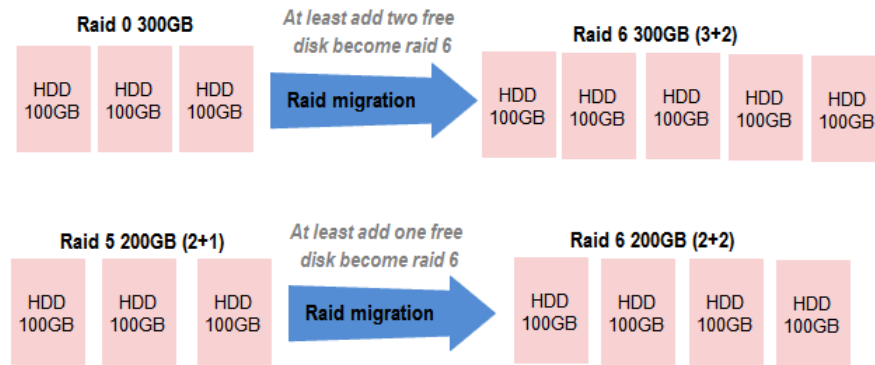 Raid 0 300GB
At least add two free
disk become raid 6
Raid 6 300GB (3+2)
HDD
100GB
HDD
100GB
HDD
100GB
Raid migration
HDD
100GB
HDD
100GB
HDD
100GB
HDD
100GB
HDD
100GB
Raid 5 200GB (2+1)
At least add one free
disk become raid 6
Raid 6 200GB (2+2)
HDD
100GB
HDD
100GB
HDD
100GB
Raid migration
HDD
100GB
HDD
100GB
HDD
100GB
HDD
100GB